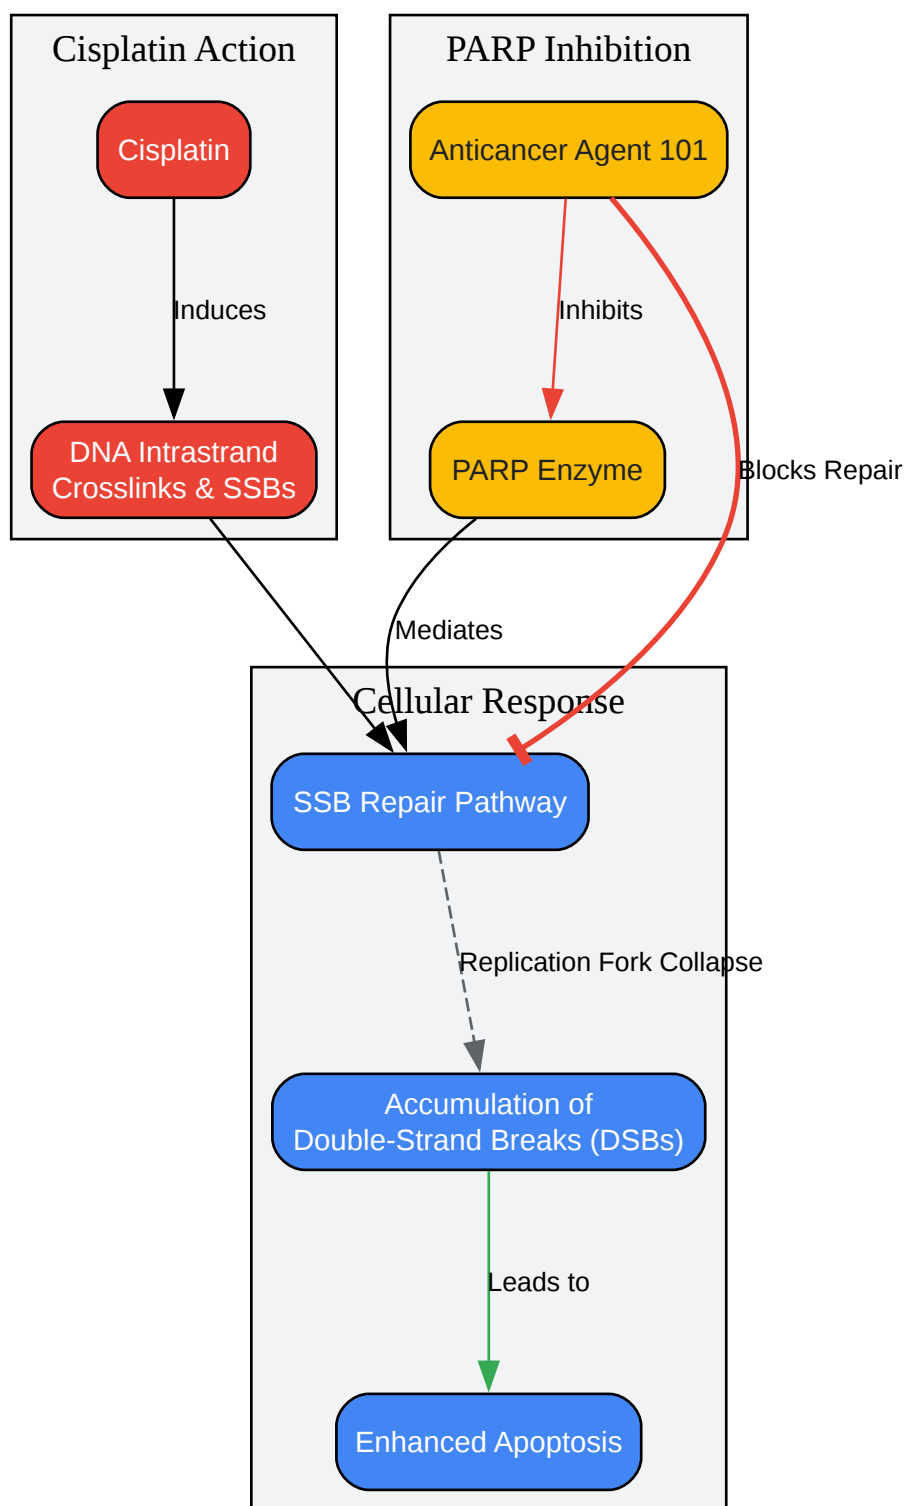 Cisplatin Action
PARP Inhibition
Cisplatin
Anticancer Agent 101
Induces
Inhibits
DNA Intrastrand
Crosslinks & SSBs
PARP Enzyme
Blocks Repair
Mediates
Cellular Response
SSB Repair Pathway
Replication Fork Collapse
Accumulation of
Double-Strand Breaks (DSBs)
Leads to
Enhanced Apoptosis